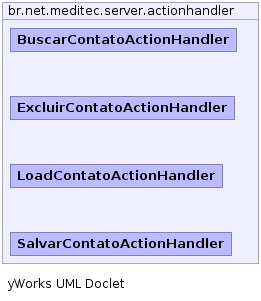 br.net.meditec.server.actionhandler
BuscarContatoActionHandler
ExcluirContatoActionHandler
LoadContatoActionHandler
SalvarContatoActionHandler
yWorks UML Doclet